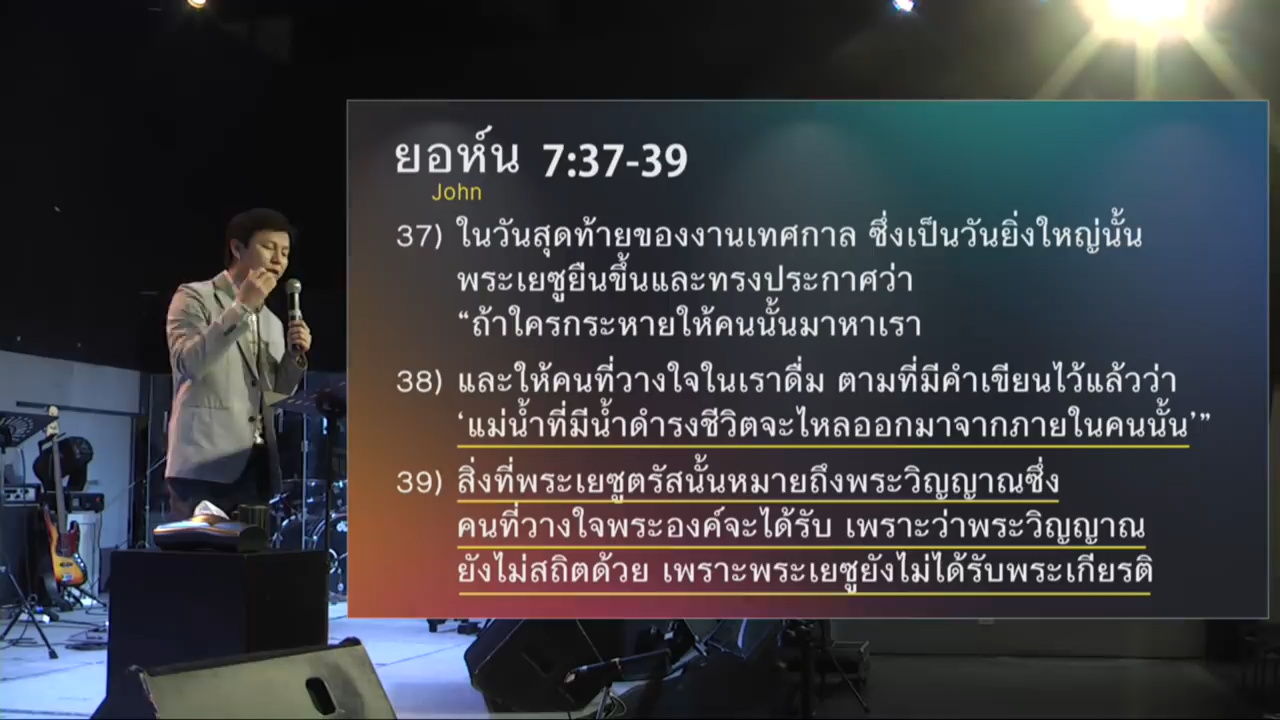 ยอห์น 7:37-39
John
37) ในวันสุดท้ายของงานเทศกาล ซึ่งเป็นวันยิ่งใหญ่นั้น
พระเยซูยืนขึ้นและทรงประกาศว่า
“ถ้าใครกระหายให้คนนั้นมาหาเรา
38) และให้คนที่วางใจในเราดื่ม ตามที่มีคำเขียนไว้แล้วว่า
‘แม่น้ำที่มีน้ำดำรงชีวิตจะไหลออกมาจากภายในคนนั้น’”
39) สิ่งที่พระเยซูตรัสนั้นหมายถึงพระวิญญาณซึ่ง
คนที่วางใจพระองค์จะได้รับ เพราะว่าพระวิญญาณ
ยังไม่สถิตด้วย เพราะพระเยซูยังไม่ได้รับพระเกียรติ